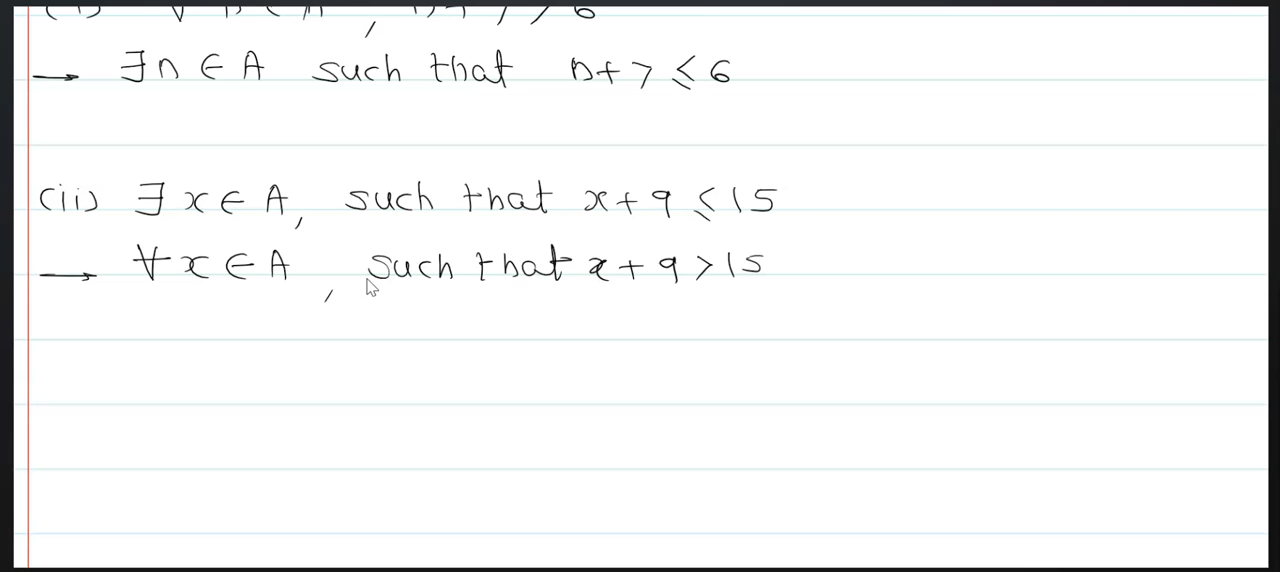 → ∃n ∈ A such that n+7 ≤ 6
(ii) ∃ x ∈ A, such that x+9 ≤ 15
→ ∀ x ∈ A, such that x+9 > 15